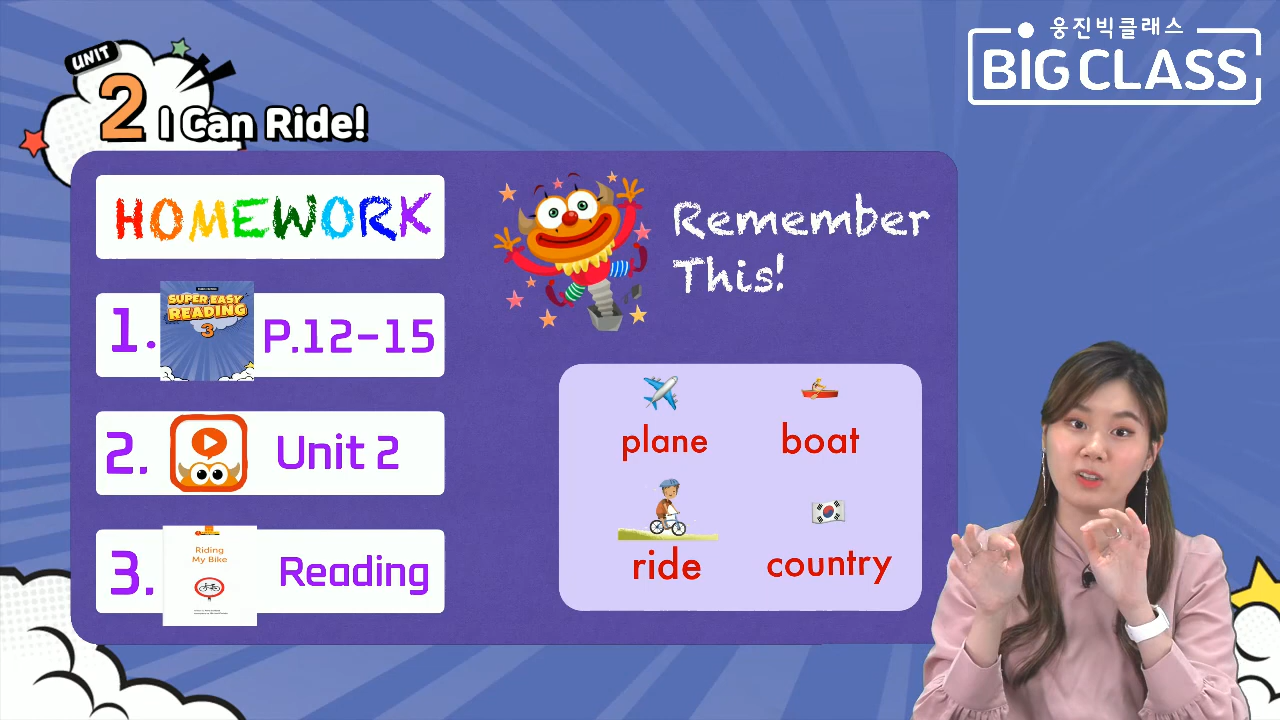 웅진빅클래스
BIG CLASS
UNIT
2 I Can Ride!
HOMEWORK
Remember
This!
1. SUPER EASY
READING
3
P.12-15
2. Unit 2
3. Riding
My Bike
Reading
plane
boat
ride
country